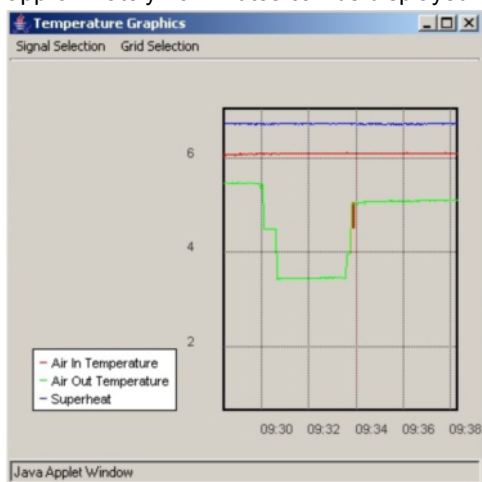 Temperature Graphics
Signal Selection Grid Selection
6
4
2
Air In Temperature
Air Out Temperature
Superheat
09:30 09:32 09:34 09:36 09:38
Java Applet Window